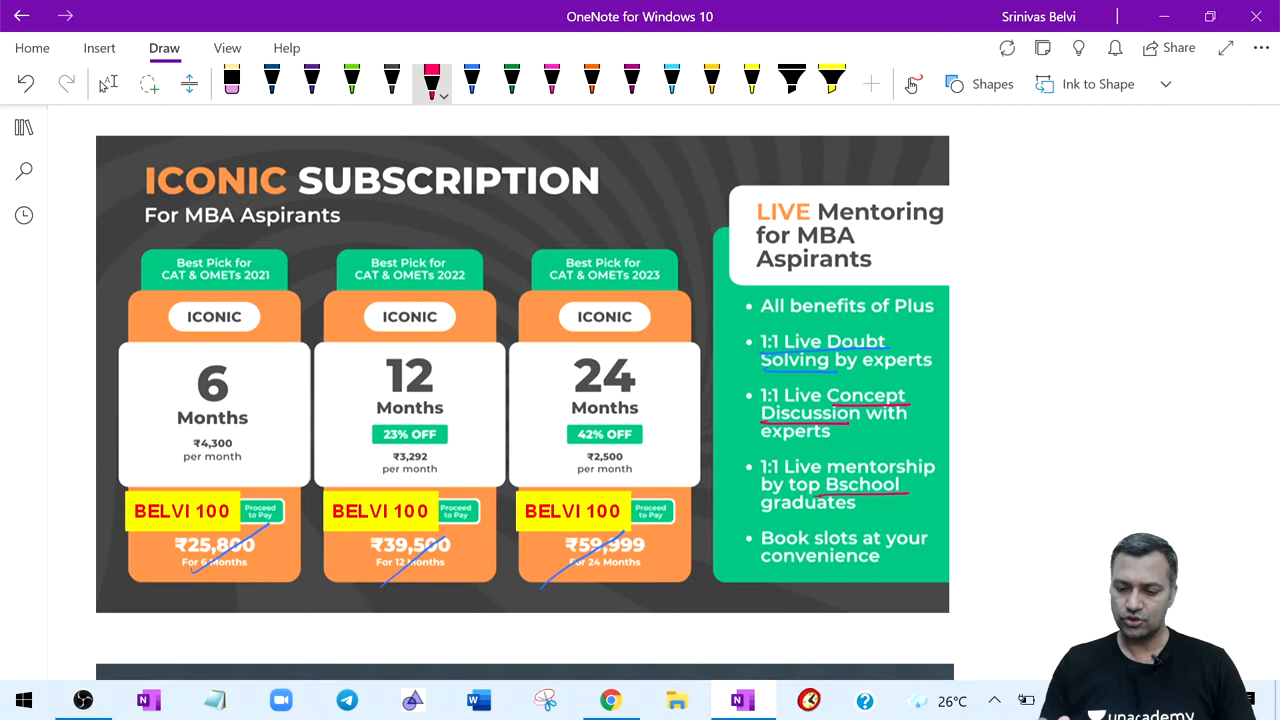 OneNote for Windows 10
Srinivas Belvi
Home
Insert
Draw
View
Help
Share
Shapes
Ink to Shape
ICONIC SUBSCRIPTION
For MBA Aspirants
Best Pick for
CAT & OMETs 2021
ICONIC
6
Months
₹4,300
per month
BELVI 100
Proceed
to Pay
₹25,800
For 6 Months
Best Pick for
CAT & OMETs 2022
ICONIC
12
Months
23% OFF
₹3,292
per month
BELVI 100
Proceed
to Pay
₹39,500
For 12 Months
Best Pick for
CAT & OMETs 2023
ICONIC
24
Months
42% OFF
₹2,500
per month
BELVI 100
Proceed
to Pay
₹59,999
For 24 Months
LIVE Mentoring
for MBA
Aspirants
• All benefits of Plus
• 1:1 Live Doubt
Solving by experts
• 1:1 Live Concept
Discussion with
experts
• 1:1 Live mentorship
by top Bschool
graduates
• Book slots at your
convenience
26°C
unacademy